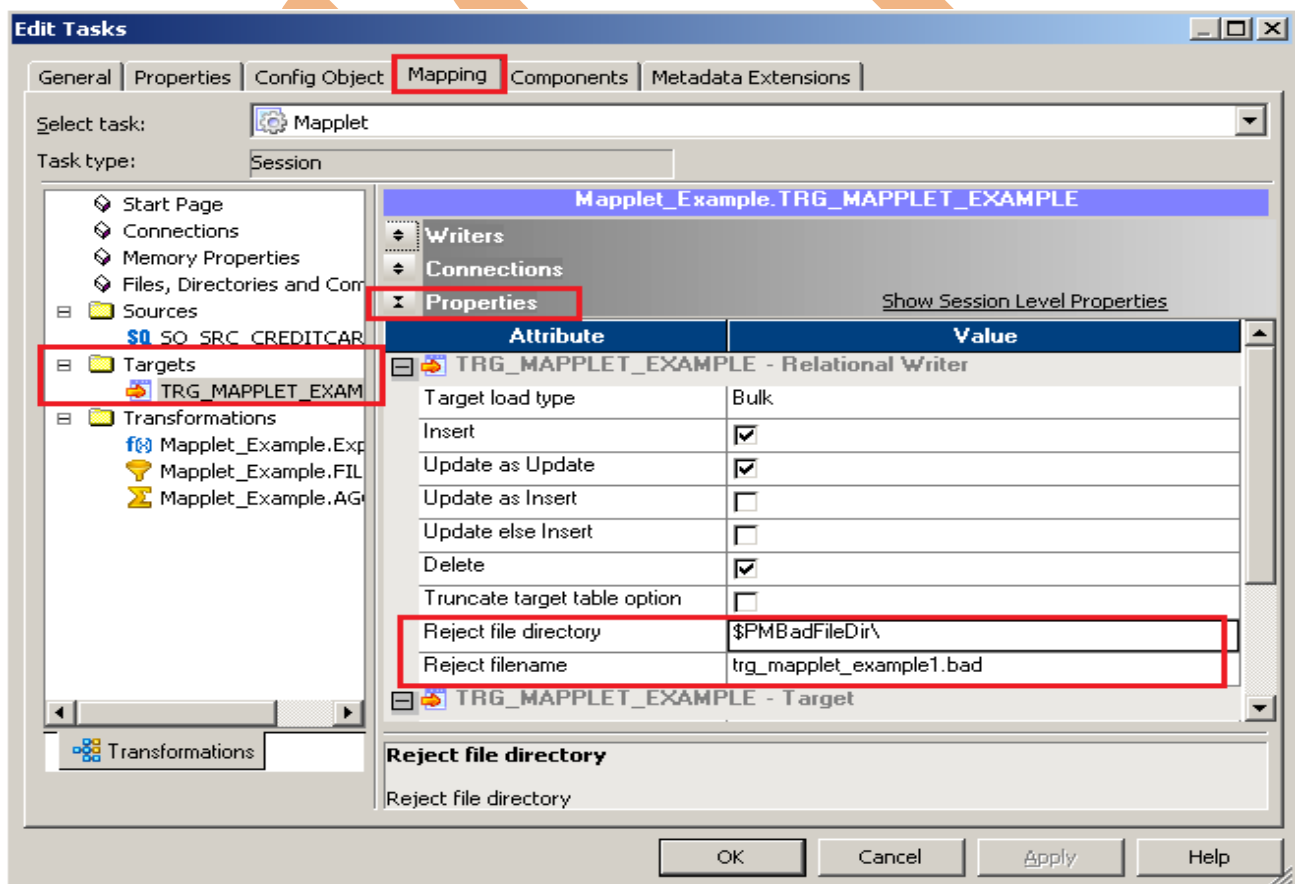 Edit Tasks
General Properties Config Object Mapping Components Metadata Extensions
Select task: Mapplet
Task type: Session
Start Page
Connections
Memory Properties
Files, Directories and Com
Sources
SQ SO_SRC_CREDITCAR
Targets
TRG_MAPPLET_EXAM
Transformations
f(x) Mapplet_Example.Exp
Mapplet_Example.FIL
Mapplet_Example.AG
Transformations
Mapplet_Example.TRG_MAPPLET_EXAMPLE
Writers
Connections
Properties Show Session Level Properties
Attribute Value
TRG_MAPPLET_EXAMPLE - Relational Writer
Target load type Bulk
Insert
Update as Update
Update as Insert
Update else Insert
Delete
Truncate target table option
Reject file directory $PMBadFileDir\
Reject filename trg_mapplet_example1.bad
TRG_MAPPLET_EXAMPLE - Target
Reject file directory
Reject file directory
OK Cancel Apply Help